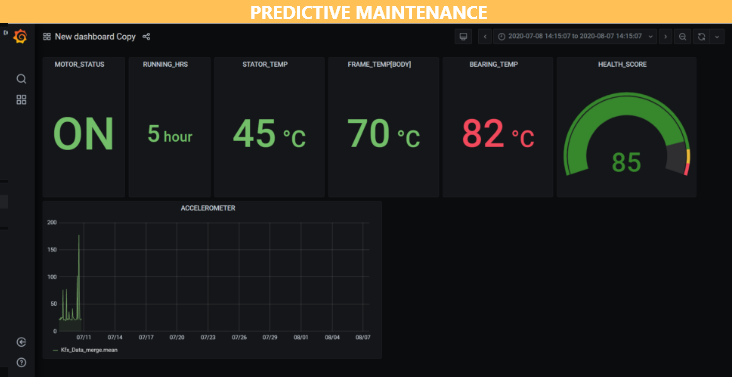 PREDICTIVE MAINTENANCE
New dashboard Copy
2020-07-08 14:15:07 to 2020-08-07 14:15:07
MOTOR_STATUS
RUNNING_HRS
STATOR_TEMP
FRAME_TEMP[BODY]
BEARING_TEMP
HEALTH_SCORE
ON
5 hour
45 °C
70 °C
82 °C
85
ACCELEROMETER
200
150
100
50
0
07/11 07/14 07/17 07/20 07/23 07/26 07/29 08/01 08/04 08/07
Kfx_Data_merge.mean